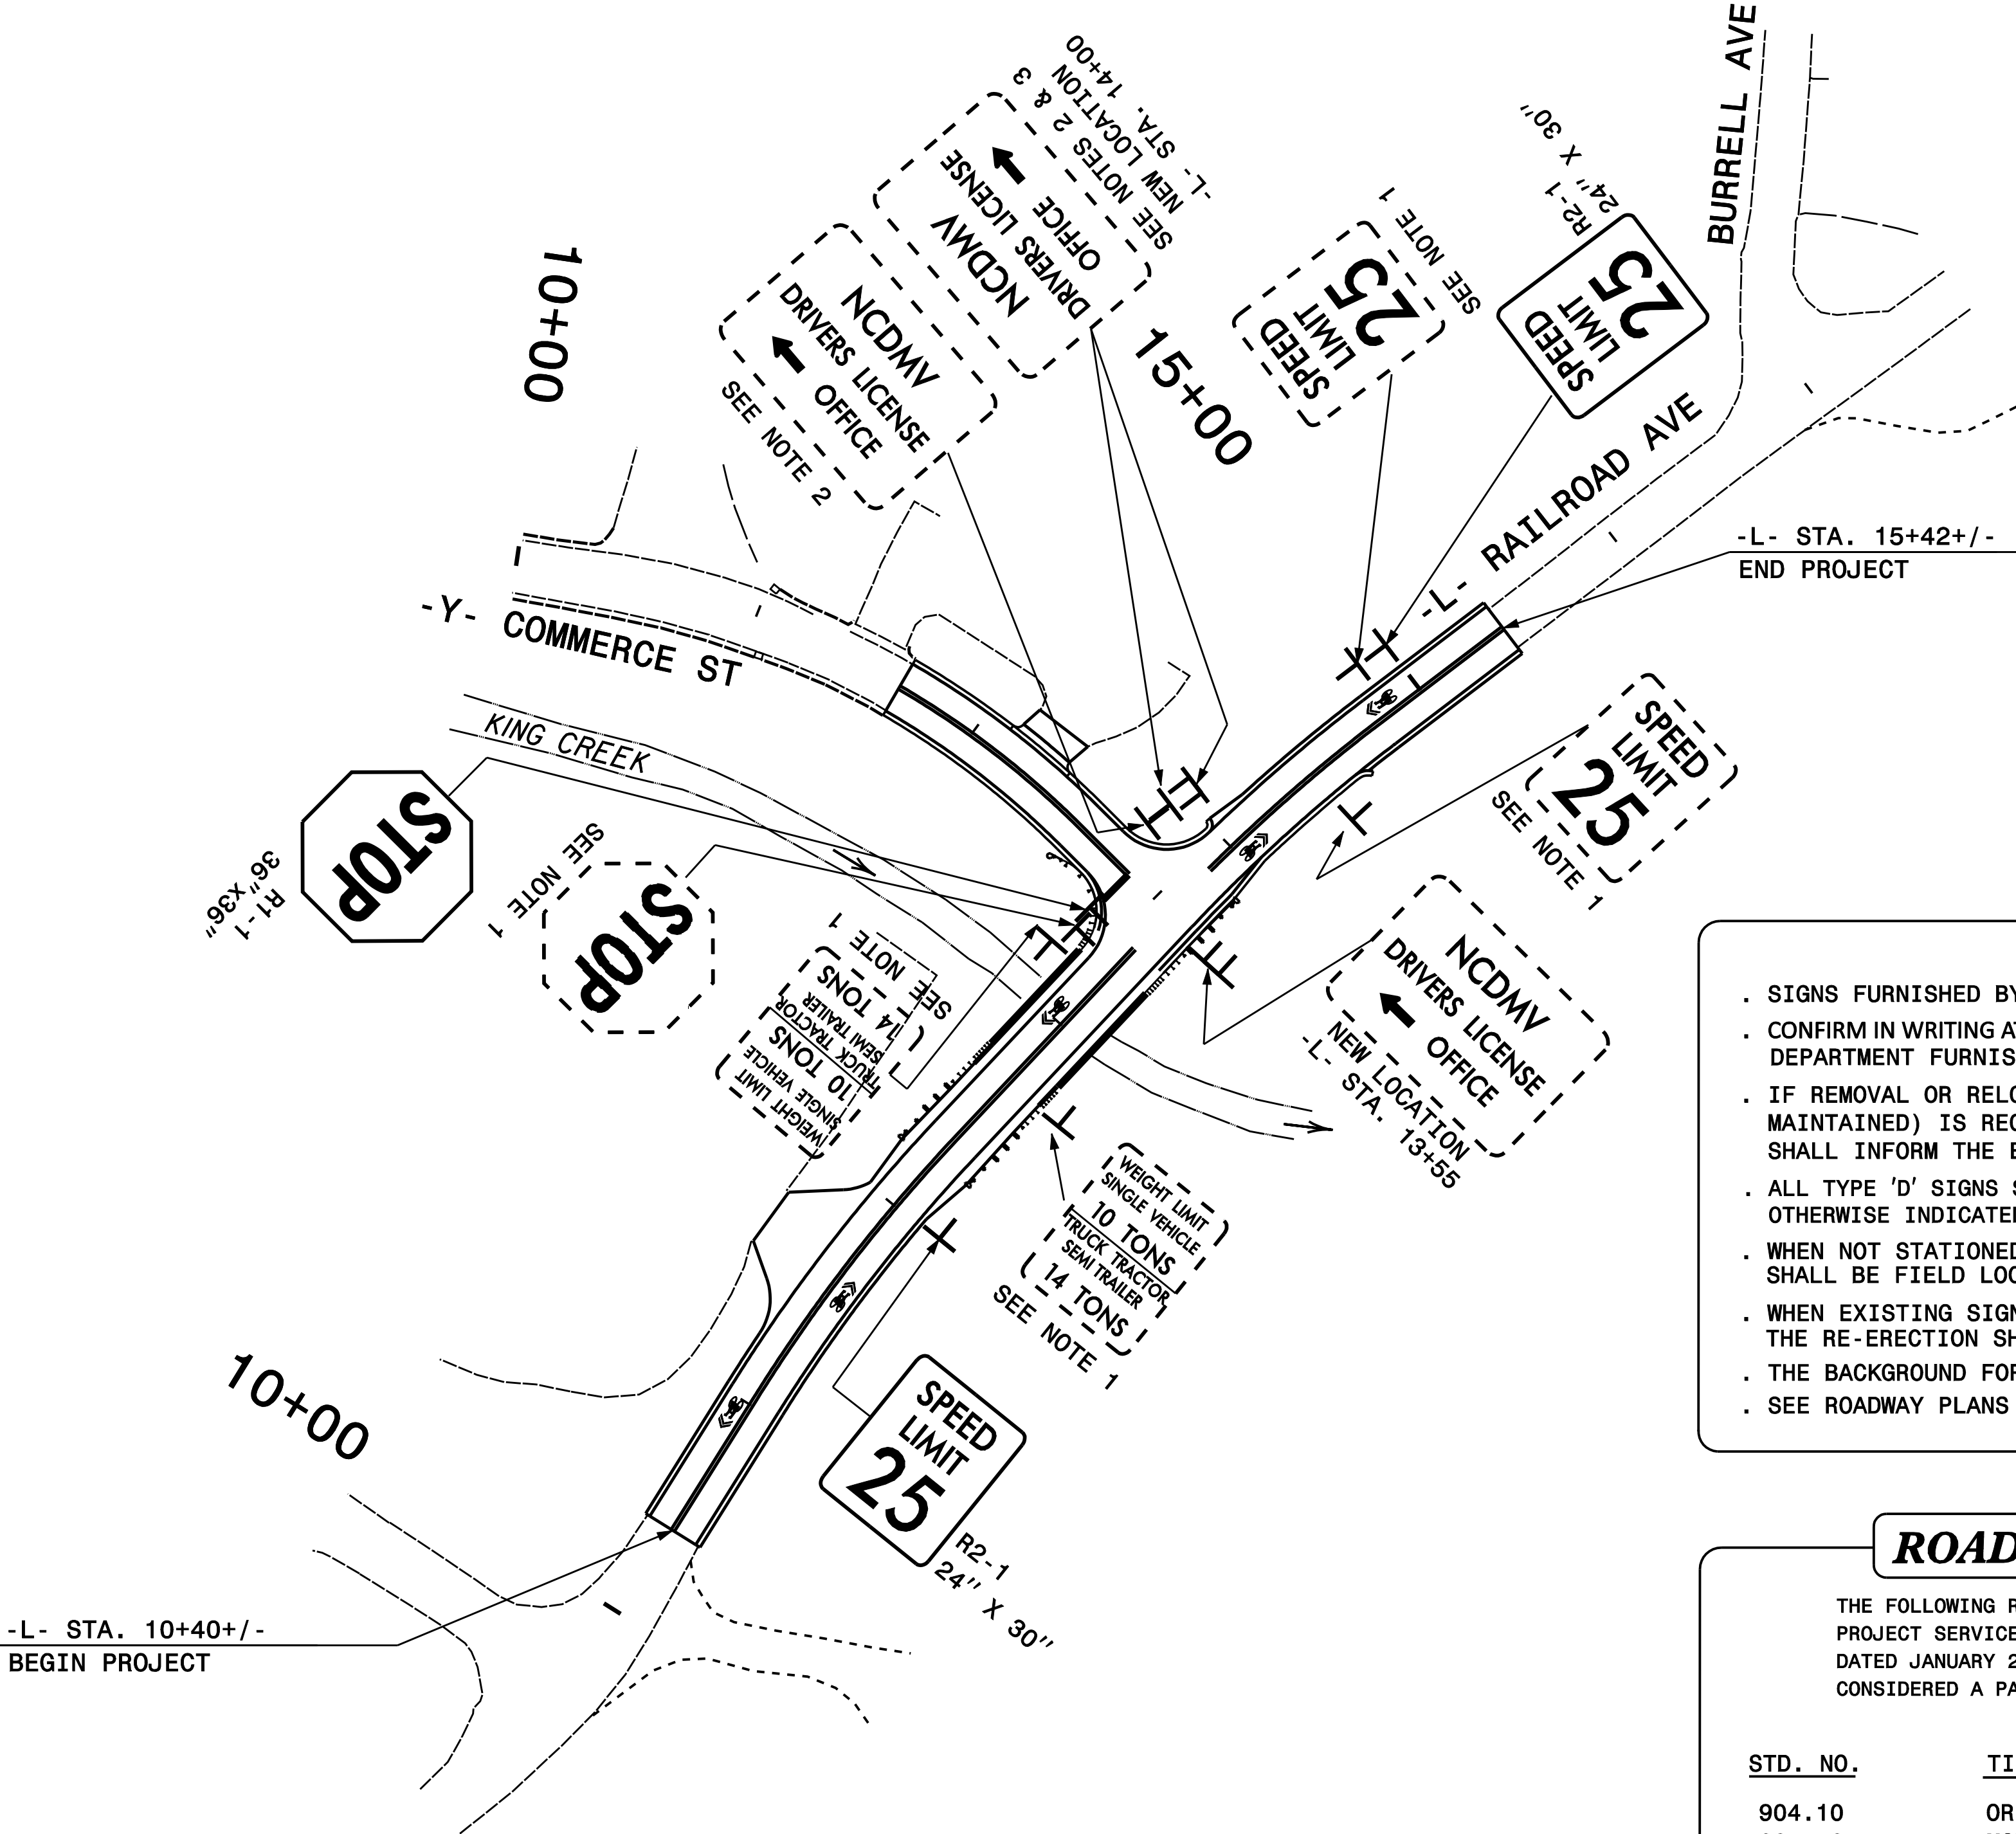 BURRELL AVE
-L- STA. 14+00
NEW LOCATION
SEE NOTES 2 & 3
NCDMV
DRIVERS LICENSE
OFFICE
NCDMV
DRIVERS LICENSE
OFFICE
SEE NOTE 2
10+00
15+00
SEE NOTE 1
SPEED
LIMIT
25
R2-1
24" X 30"
SPEED
LIMIT
25
-L- RAILROAD AVE
-L- STA. 15+42+/-
END PROJECT
-Y- COMMERCE ST
KING CREEK
STOP
R1-1
36"x36"
STOP
SEE NOTE 1
SEE NOTE 1
WEIGHT LIMIT
SINGLE VEHICLE
10 TONS
TRUCK TRACTOR
SEMI TRAILER
14 TONS
SPEED
LIMIT
25
SEE NOTE 1
NCDMV
DRIVERS LICENSE
OFFICE
NEW LOCATION
-L- STA. 13+55
WEIGHT LIMIT
SINGLE VEHICLE
10 TONS
TRUCK TRACTOR
SEMI TRAILER
14 TONS
SEE NOTE 1
SPEED
LIMIT
25
R2-1
24" X 30"
10+00
-L- STA. 10+40+/-
BEGIN PROJECT
. SIGNS FURNISHED BY
. CONFIRM IN WRITING
DEPARTMENT FURNIS
. IF REMOVAL OR RELO
MAINTAINED) IS REQ
SHALL INFORM THE
. ALL TYPE 'D' SIGNS
OTHERWISE INDICATE
. WHEN NOT STATIONED
SHALL BE FIELD LOC
. WHEN EXISTING SIGN
THE RE-ERECTION SH
. THE BACKGROUND FOR
. SEE ROADWAY PLANS
ROAD
THE FOLLOWING R
PROJECT SERVICE
DATED JANUARY 2
CONSIDERED A PA
STD. NO. TI
904.10 OR